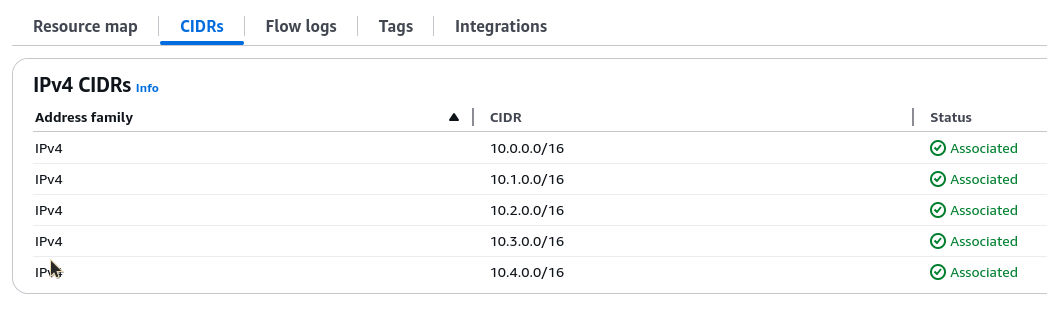 Resource map CIDRs Flow logs Tags Integrations
IPv4 CIDRs Info
Address family CIDR Status
IPv4 10.0.0.0/16 Associated
IPv4 10.1.0.0/16 Associated
IPv4 10.2.0.0/16 Associated
IPv4 10.3.0.0/16 Associated
IPv4 10.4.0.0/16 Associated